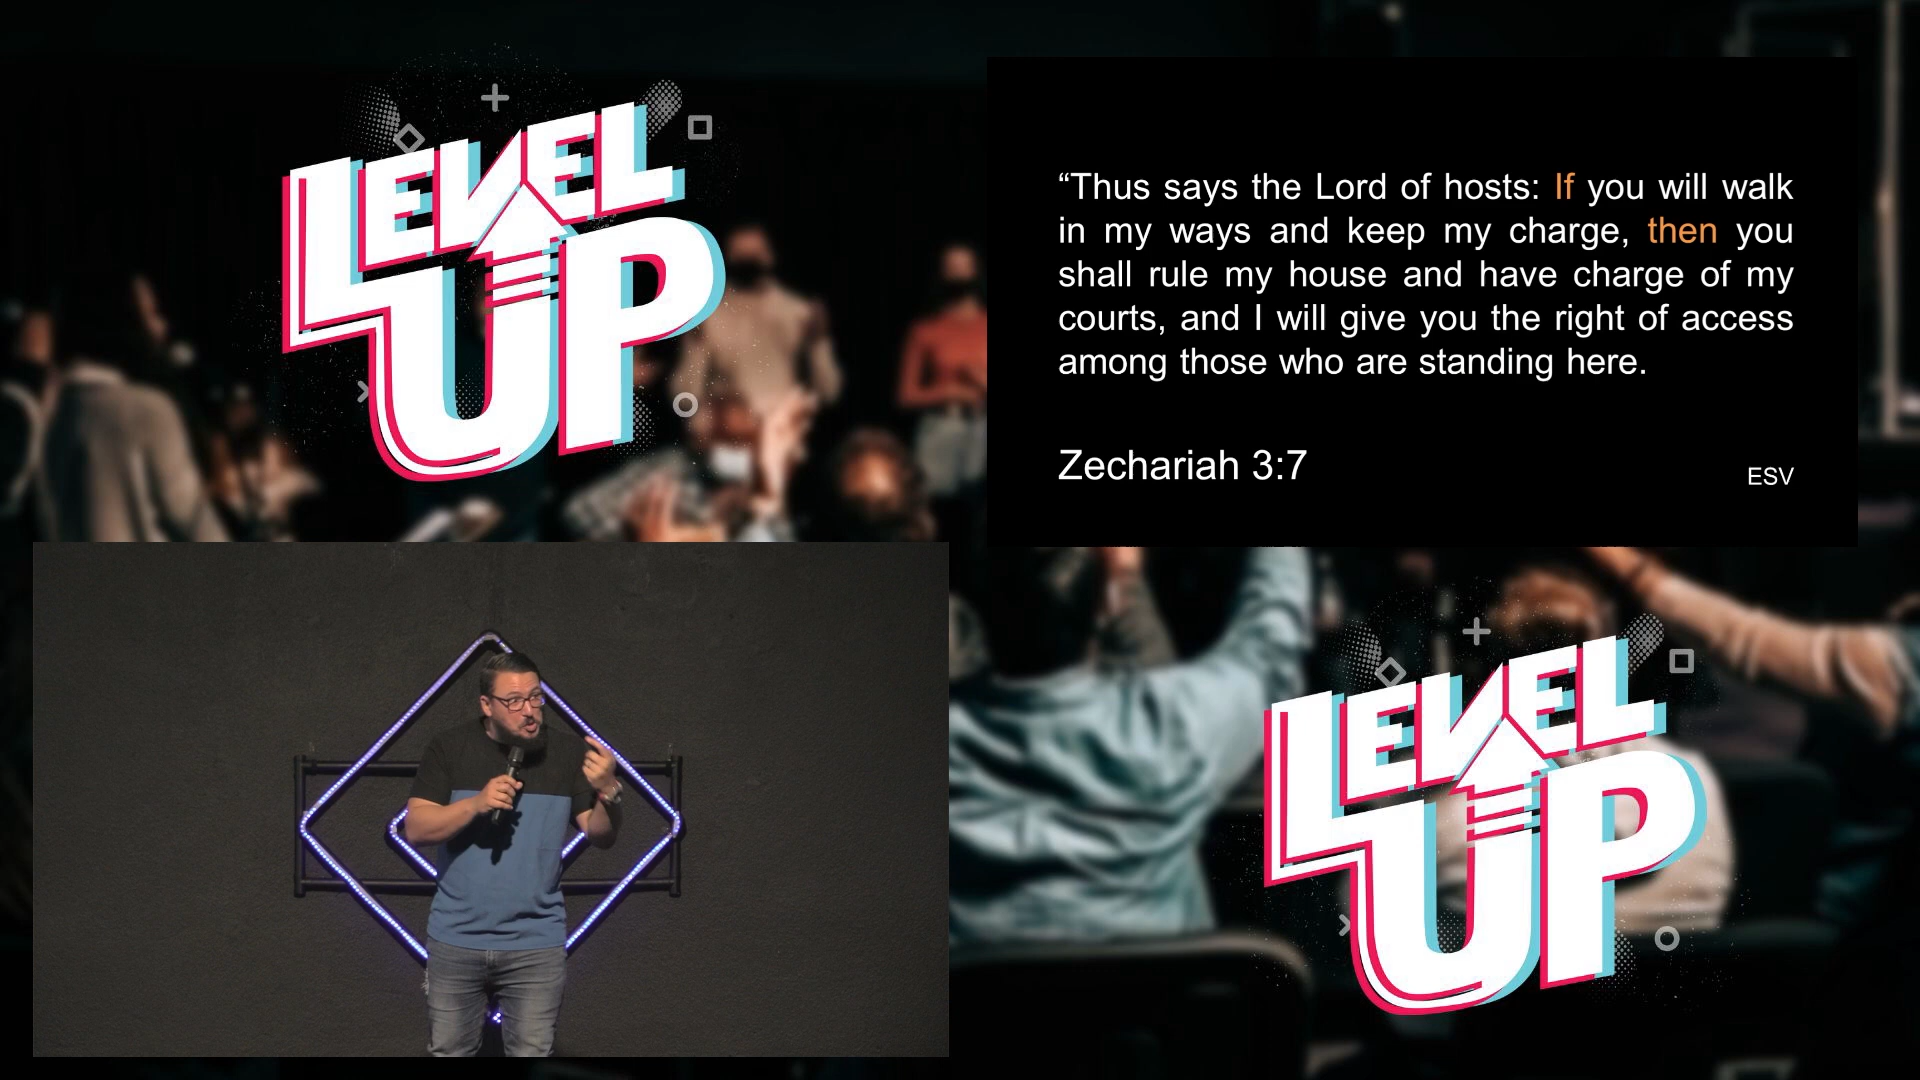 LEVEL
UP
“Thus says the Lord of hosts: If you will walk
in my ways and keep my charge, then you
shall rule my house and have charge of my
courts, and I will give you the right of access
among those who are standing here.
Zechariah 3:7
ESV
LEVEL
UP